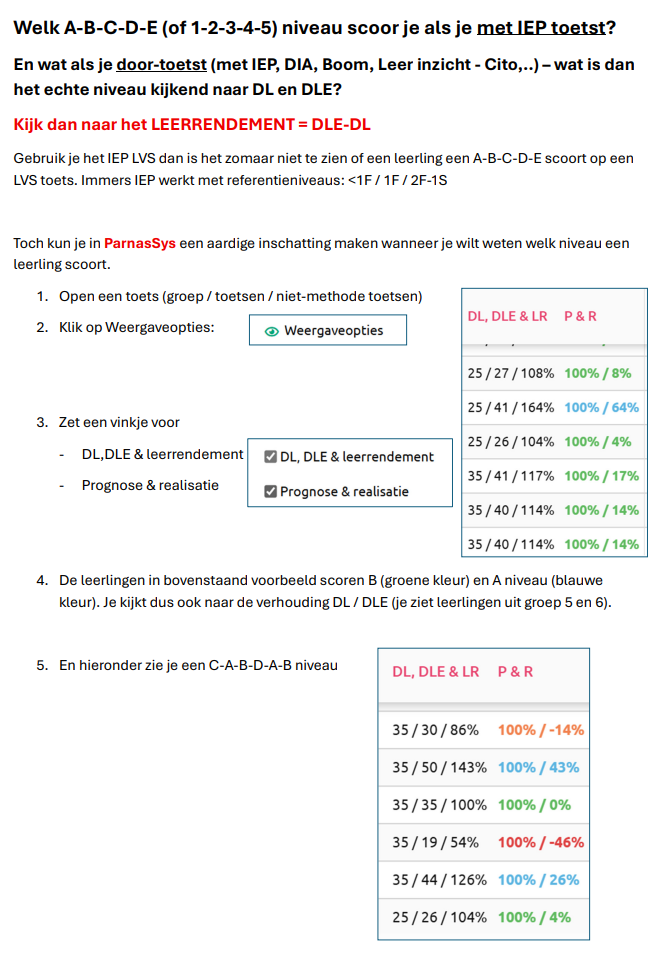 Welk A-B-C-D-E (of 1-2-3-4-5) niveau scoor je als je met IEP toetst?
En wat als je door-toetst (met IEP, DIA, Boom, Leer inzicht - Cito,..) – wat is dan
het echte niveau kijkend naar DL en DLE?
Kijk dan naar het LEERRENDEMENT = DLE-DL
Gebruik je het IEP LVS dan is het zomaar niet te zien of een leerling een A-B-C-D-E scoort op een
LVS toets. Immers IEP werkt met referentieniveaus: <1F / 1F / 2F-1S
Toch kun je in ParnasSys een aardige inschatting maken wanneer je wilt weten welk niveau een
leerling scoort.
1. Open een toets (groep / toetsen / niet-methode toetsen)
2. Klik op Weergaveopties:
Weergaveopties
3. Zet een vinkje voor
- DL,DLE & leerrendement
- Prognose & realisatie
DL, DLE & leerrendement
Prognose & realisatie
DL, DLE & LR P & R
25 / 27 / 108% 100% / 8%
25 / 41 / 164% 100% / 64%
25 / 26 / 104% 100% / 4%
35 / 41 / 117% 100% / 17%
35 / 40 / 114% 100% / 14%
35 / 40 / 114% 100% / 14%
4. De leerlingen in bovenstaand voorbeeld scoren B (groene kleur) en A niveau (blauwe
kleur). Je kijkt dus ook naar de verhouding DL / DLE (je ziet leerlingen uit groep 5 en 6).
5. En hieronder zie je een C-A-B-D-A-B niveau
DL, DLE & LR P & R
35 / 30 / 86% 100% / -14%
35 / 50 / 143% 100% / 43%
35 / 35 / 100% 100% / 0%
35 / 19 / 54% 100% / -46%
35 / 44 / 126% 100% / 26%
25 / 26 / 104% 100% / 4%